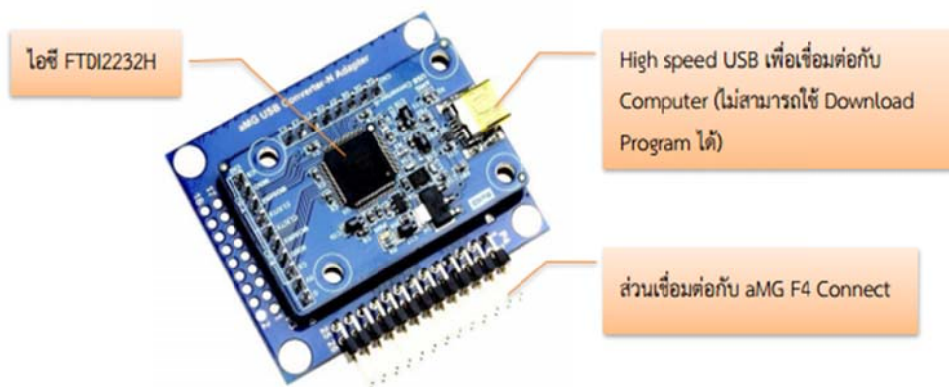 ไอซี FTDI2232H
High speed USB เพื่อเชื่อมต่อกับ
Computer (ไม่สามารถใช้ Download
Program ได้)
aMG USB Converter-N Adapter
ส่วนเชื่อมต่อกับ aMG F4 Connect